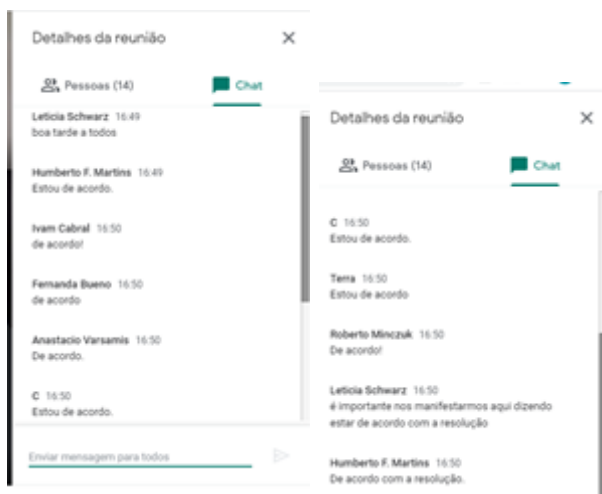 Detalhes da reunião
Pessoas (14) Chat
Leticia Schwarz 16:49
boa tarde a todos
Humberto F. Martins 16:49
Estou de acordo.
Ivam Cabral 16:50
de acordo!
Fernanda Bueno 16:50
de acordo
Anastacio Varsamis 16:50
De acordo.
C 16:50
Estou de acordo.
Enviar mensagem para todos
Detalhes da reunião
Pessoas (14) Chat
C 16:50
Estou de acordo.
Terra 16:50
Estou de acordo
Roberto Minczuk 16:50
De acordo!
Leticia Schwarz 16:50
é importante nos manifestarmos aqui dizendo
estar de acordo com a resolução
Humberto F. Martins 16:50
De acordo com a resolução.